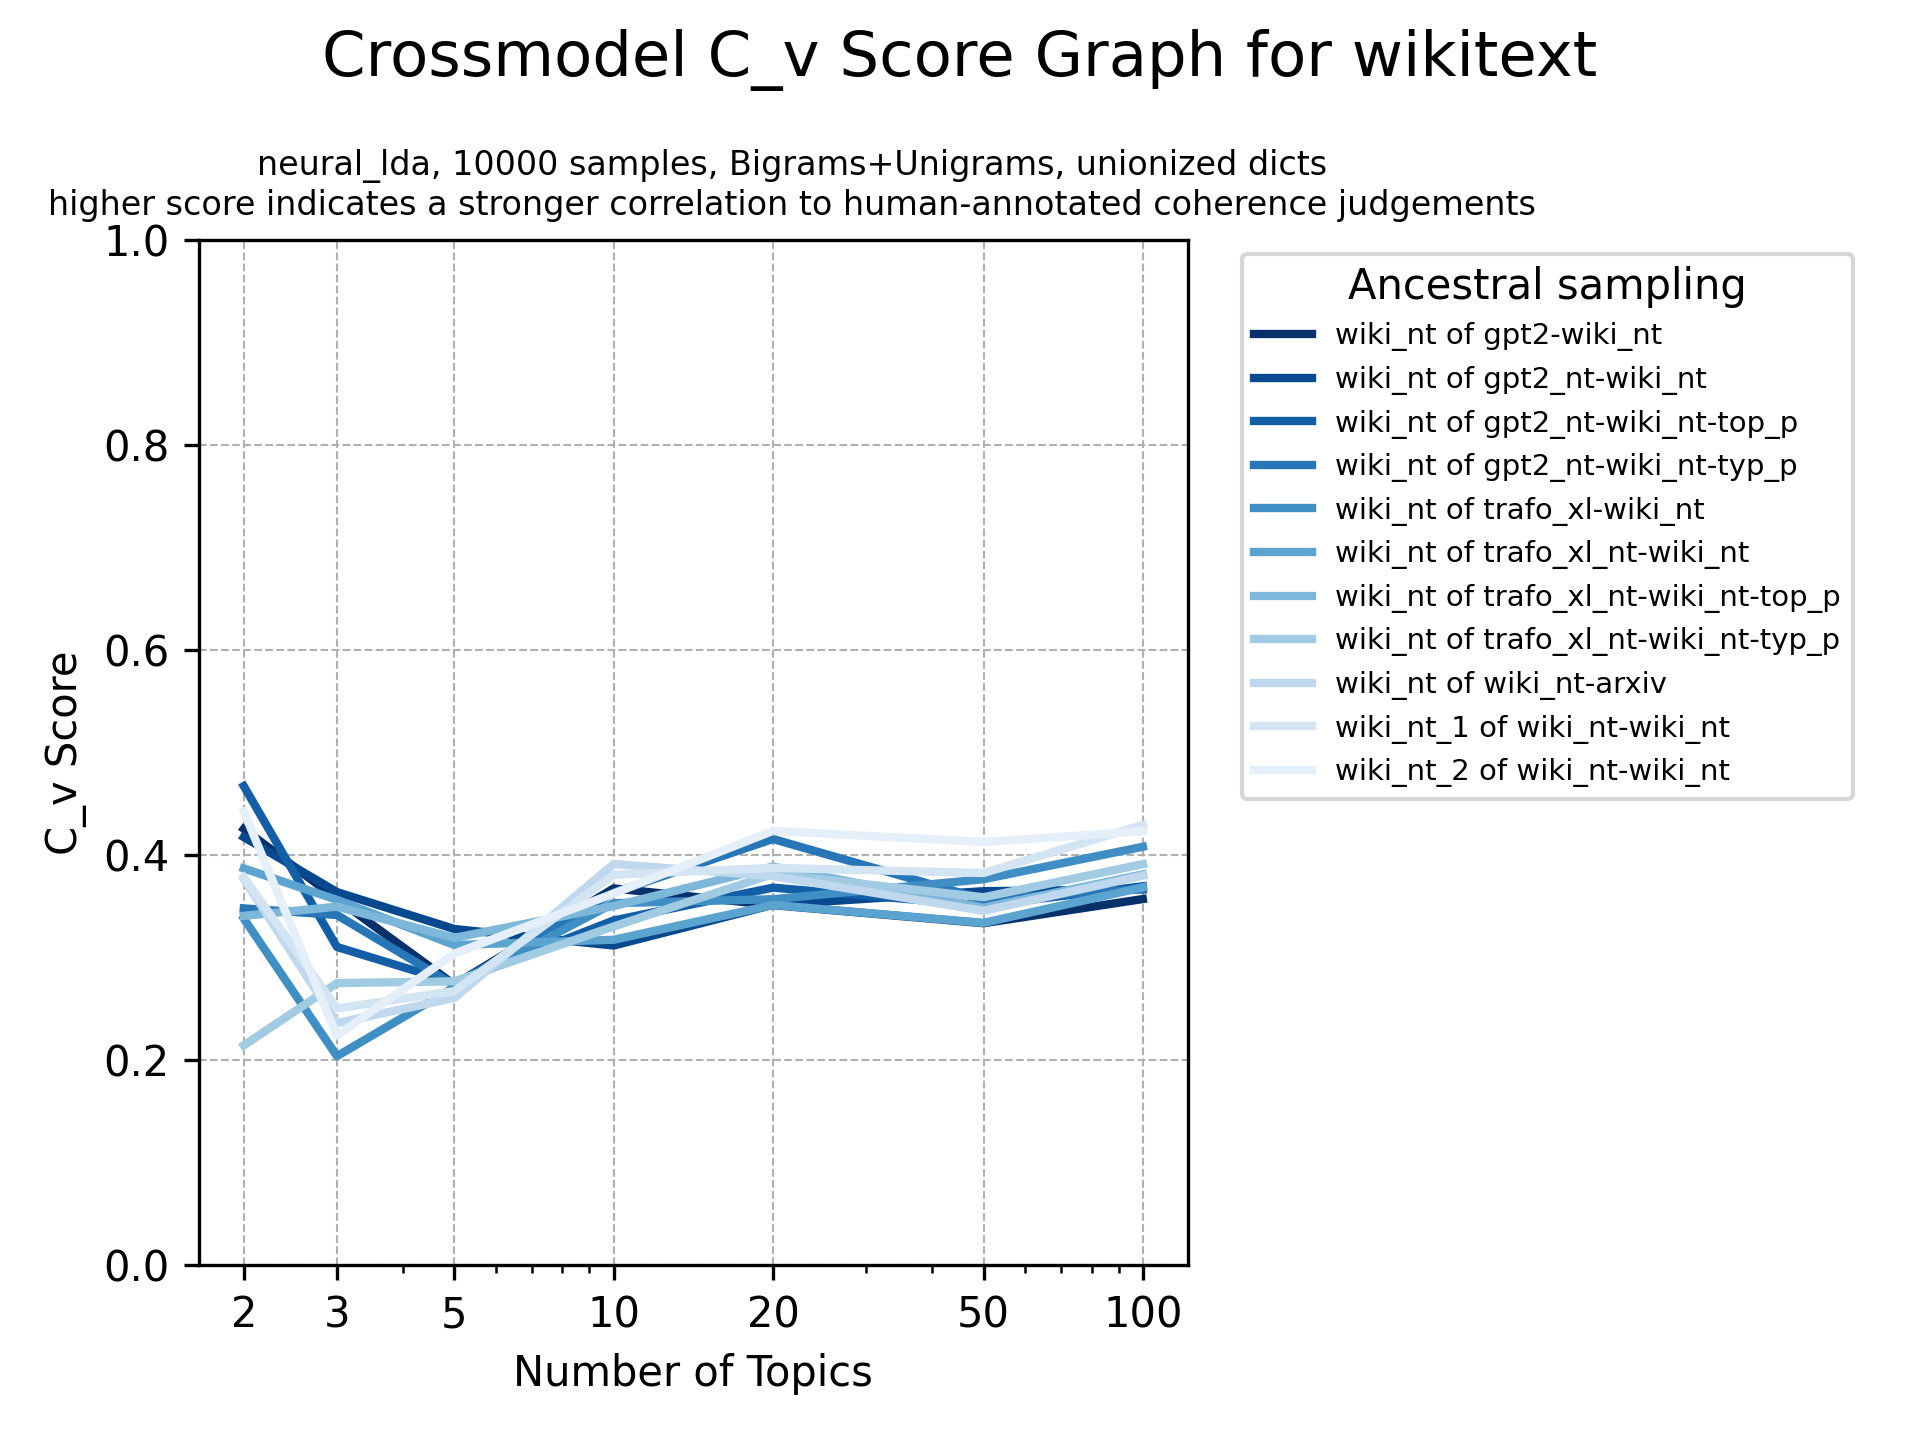 Crossmodel C_v Score Graph for wikitext
neural_lda, 10000 samples, Bigrams+Unigrams, unionized dicts
higher score indicates a stronger correlation to human-annotated coherence judgements
1.0
0.8
0.6
0.4
0.2
0.0
C_v Score
2 3 5 10 20 50 100
Number of Topics
Ancestral sampling
wiki_nt of gpt2-wiki_nt
wiki_nt of gpt2_nt-wiki_nt
wiki_nt of gpt2_nt-wiki_nt-top_p
wiki_nt of gpt2_nt-wiki_nt-typ_p
wiki_nt of trafo_xl-wiki_nt
wiki_nt of trafo_xl_nt-wiki_nt
wiki_nt of trafo_xl_nt-wiki_nt-top_p
wiki_nt of trafo_xl_nt-wiki_nt-typ_p
wiki_nt of wiki_nt-arxiv
wiki_nt_1 of wiki_nt-wiki_nt
wiki_nt_2 of wiki_nt-wiki_nt